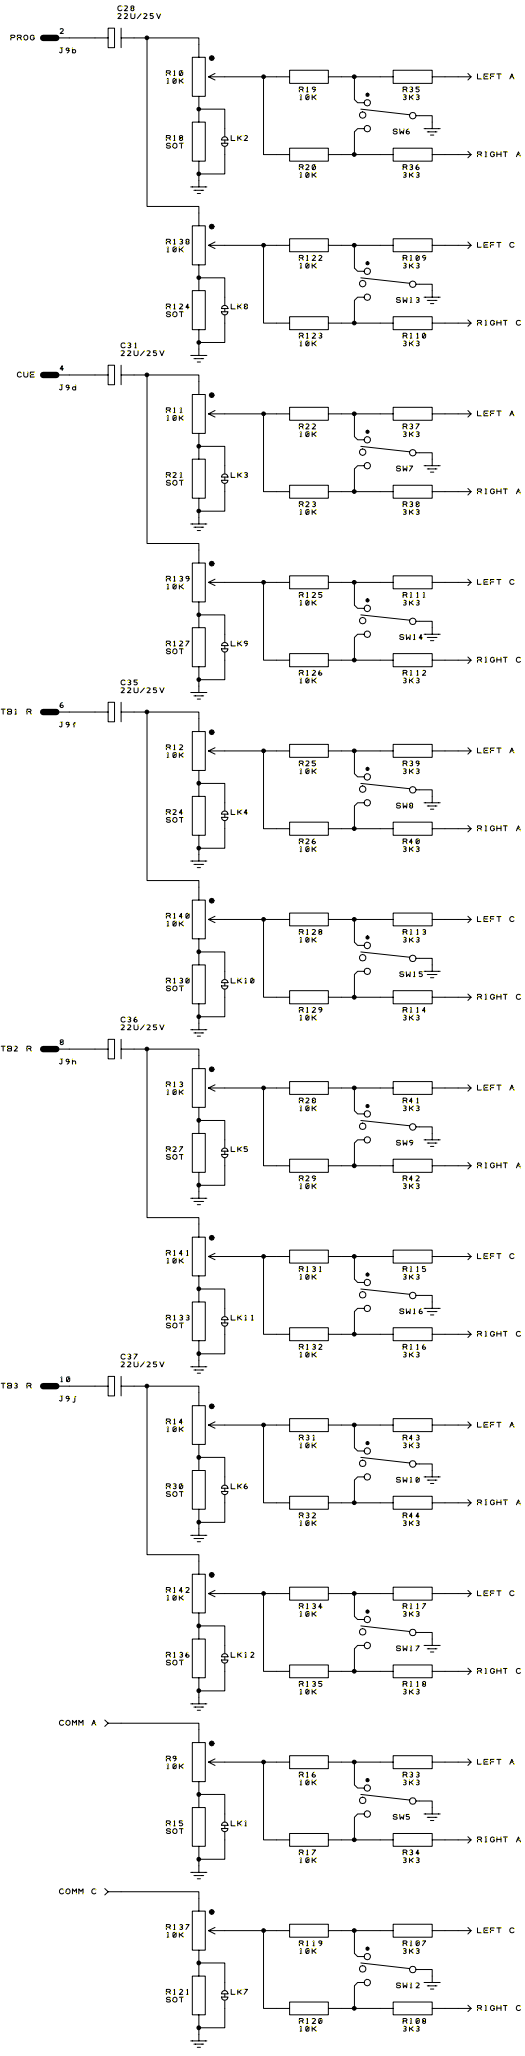 C28
22U/25V
PROG
2
J9b
R10
10K
R19
10K
R35
3K3
LEFT A
R18
SOT
LK2
SW6
R20
10K
R36
3K3
RIGHT A
R138
10K
R122
10K
R109
3K3
LEFT C
R124
SOT
LK8
SW13
R123
10K
R110
3K3
RIGHT C
C31
22U/25V
CUE
4
J9d
R11
10K
R22
10K
R37
3K3
LEFT A
R21
SOT
LK3
SW7
R23
10K
R38
3K3
RIGHT A
R139
10K
R125
10K
R111
3K3
LEFT C
R127
SOT
LK9
SW14
R126
10K
R112
3K3
RIGHT C
C35
22U/25V
TB1 R
6
J9f
R12
10K
R25
10K
R39
3K3
LEFT A
R24
SOT
LK4
SW8
R26
10K
R40
3K3
RIGHT A
R140
10K
R128
10K
R113
3K3
LEFT C
R130
SOT
LK10
SW15
R129
10K
R114
3K3
RIGHT C
C36
22U/25V
TB2 R
8
J9h
R13
10K
R28
10K
R41
3K3
LEFT A
R27
SOT
LK5
SW9
R29
10K
R42
3K3
RIGHT A
R141
10K
R131
10K
R115
3K3
LEFT C
R133
SOT
LK11
SW16
R132
10K
R116
3K3
RIGHT C
C37
22U/25V
TB3 R
10
J9j
R14
10K
R31
10K
R43
3K3
LEFT A
R30
SOT
LK6
SW10
R32
10K
R44
3K3
RIGHT A
R142
10K
R134
10K
R117
3K3
LEFT C
R136
SOT
LK12
SW17
R135
10K
R118
3K3
RIGHT C
COMM A
R9
10K
R16
10K
R33
3K3
LEFT A
R15
SOT
LK1
SW5
R17
10K
R34
3K3
RIGHT A
COMM C
R137
10K
R119
10K
R107
3K3
LEFT C
R121
SOT
LK7
SW12
R120
10K
R108
3K3
RIGHT C